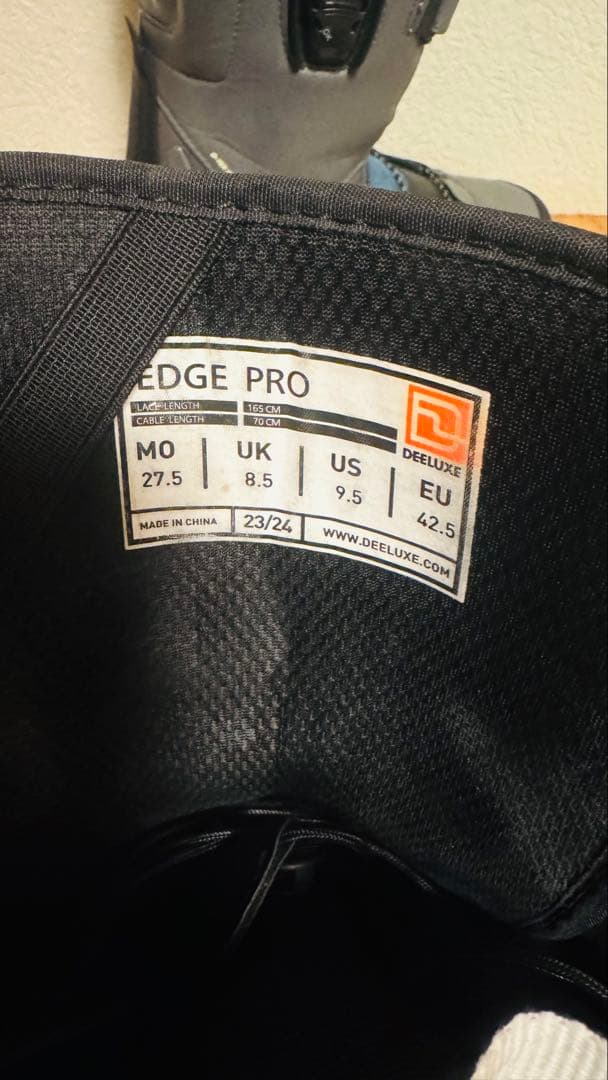 EDGE PRO
LACE LENGTH 165 CM
CABLE LENGTH 70 CM
DEELUXE
MO UK US EU
27.5 8.5 9.5 42.5
MADE IN CHINA 23/24 WWW.DEELUXE.COM